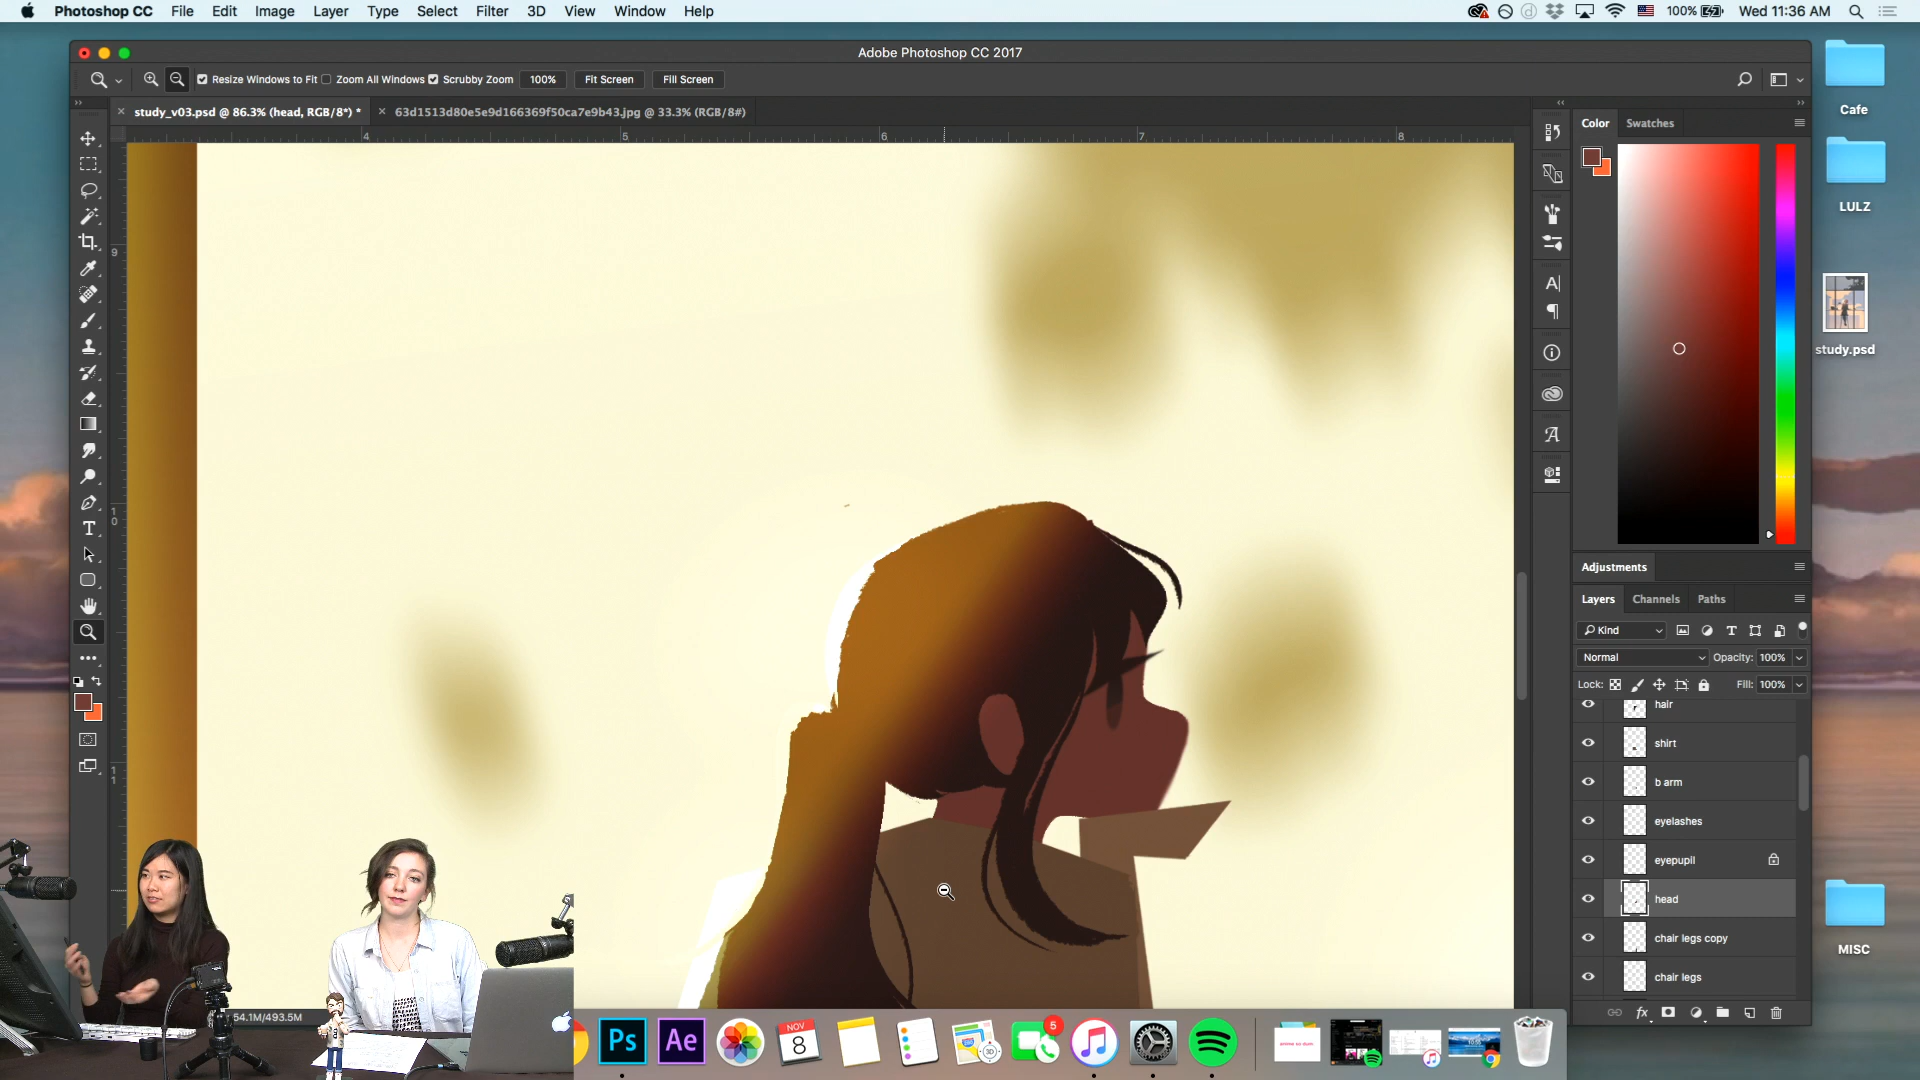 Photoshop CC File Edit Image Layer Type Select Filter 3D View Window Help 100% Wed 11:36 AM
Adobe Photoshop CC 2017
Resize Windows to Fit Zoom All Windows Scrubby Zoom 100% Fit Screen Fill Screen
study_v03.psd @ 86.3% (head, RGB/8*) * 63d1513d80e5e9d166369f50ca7e9b43.jpg @ 33.3% (RGB/8#)
4 5 6 7 8
9
10
11
Color Swatches
Cafe
LULZ
study.psd
MISC
Adjustments
Layers Channels Paths
Kind
Normal Opacity: 100%
Lock: Fill: 100%
hair
shirt
b arm
eyelashes
eyepupil
head
chair legs copy
chair legs
54.1M/493.5M
Ps Ae NOV 8 3D 5